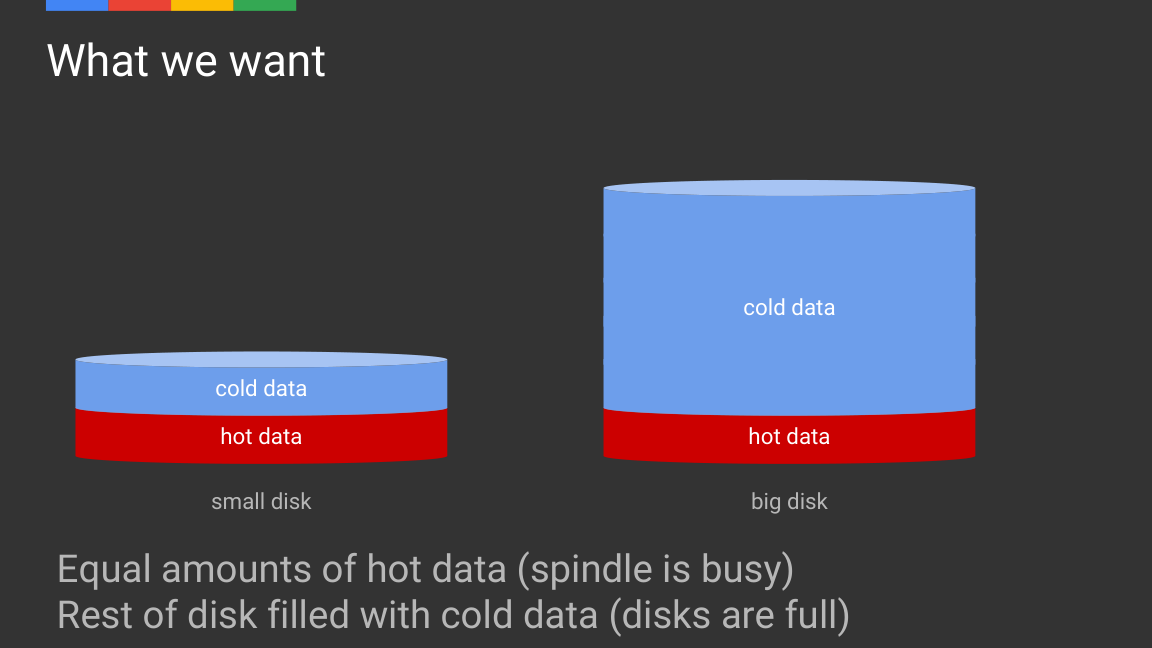 What we want
cold data
cold data
hot data
hot data
small disk
big disk
Equal amounts of hot data (spindle is busy)
Rest of disk filled with cold data (disks are full)